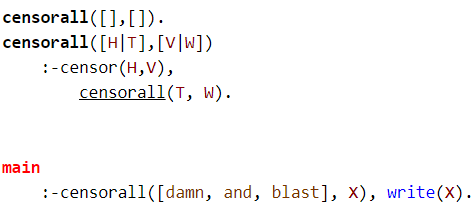 censorall([],[]).
censorall([H|T],[V|W])
:-censor(H,V),
censorall(T, W).
main
:-censorall([damn, and, blast], X), write(X).